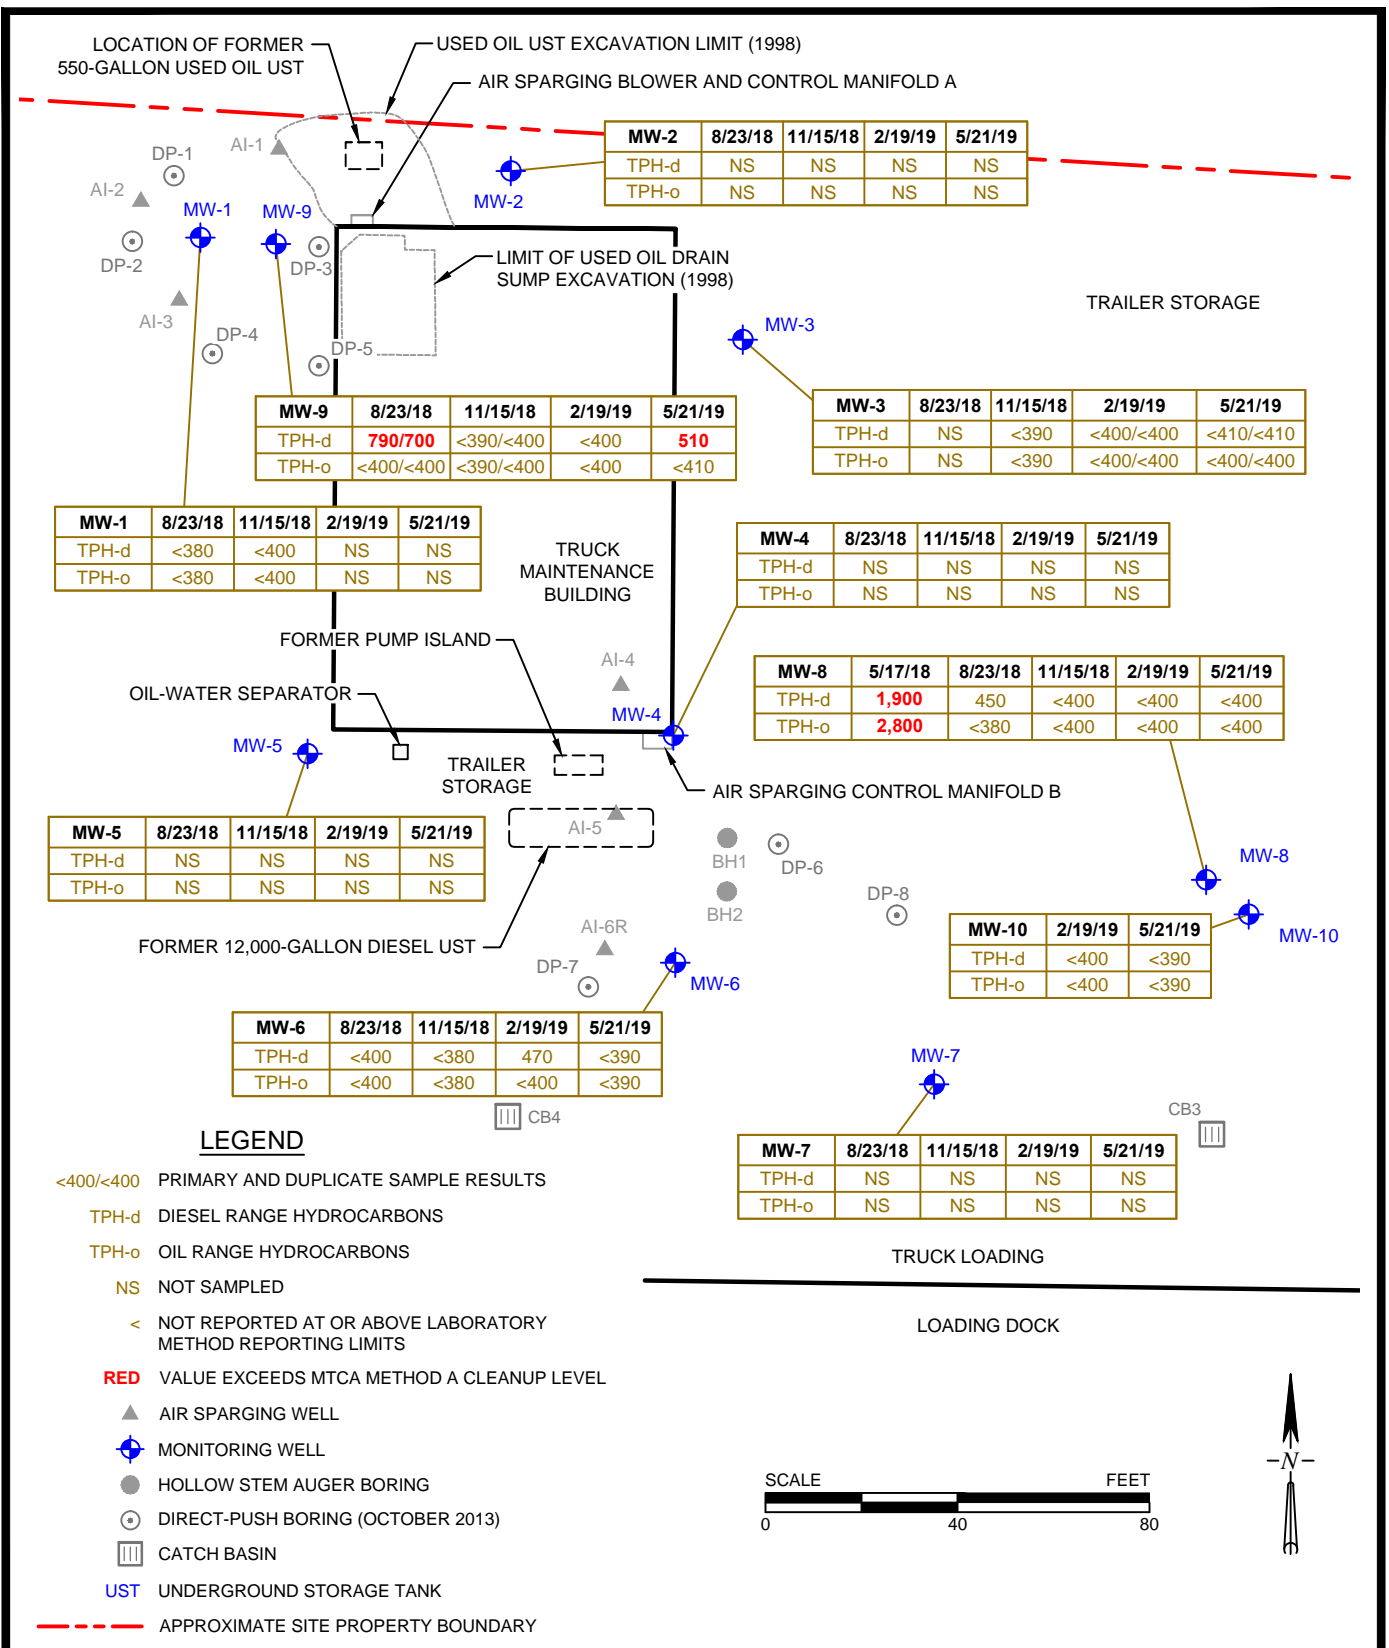 LOCATION OF FORMER
550-GALLON USED OIL UST
USED OIL UST EXCAVATION LIMIT (1998)
AIR SPARGING BLOWER AND CONTROL MANIFOLD A
MW-2 8/23/18 11/15/18 2/19/19 5/21/19
TPH-d NS NS NS NS
TPH-o NS NS NS NS
AI-1
DP-1
AI-2
MW-1
MW-9
MW-2
DP-2
DP-3
LIMIT OF USED OIL DRAIN
SUMP EXCAVATION (1998)
TRAILER STORAGE
AI-3
DP-4
DP-5
MW-3
MW-9 8/23/18 11/15/18 2/19/19 5/21/19
TPH-d 790/700 <390/<400 <400 510
TPH-o <400/<400 <390/<400 <400 <410
MW-3 8/23/18 11/15/18 2/19/19 5/21/19
TPH-d NS <390 <400/<400 <410/<410
TPH-o NS <390 <400/<400 <400/<400
MW-1 8/23/18 11/15/18 2/19/19 5/21/19
TPH-d <380 <400 NS NS
TPH-o <380 <400 NS NS
TRUCK
MAINTENANCE
BUILDING
MW-4 8/23/18 11/15/18 2/19/19 5/21/19
TPH-d NS NS NS NS
TPH-o NS NS NS NS
FORMER PUMP ISLAND
AI-4
OIL-WATER SEPARATOR
MW-4
MW-8 5/17/18 8/23/18 11/15/18 2/19/19 5/21/19
TPH-d 1,900 450 <400 <400 <400
TPH-o 2,800 <380 <400 <400 <400
MW-5
TRAILER
STORAGE
AIR SPARGING CONTROL MANIFOLD B
MW-5 8/23/18 11/15/18 2/19/19 5/21/19
TPH-d NS NS NS NS
TPH-o NS NS NS NS
AI-5
BH1
DP-6
MW-8
BH2
DP-8
FORMER 12,000-GALLON DIESEL UST
AI-6R
DP-7
MW-6
MW-10 2/19/19 5/21/19
TPH-d <400 <390
TPH-o <400 <390
MW-10
MW-6 8/23/18 11/15/18 2/19/19 5/21/19
TPH-d <400 <380 470 <390
TPH-o <400 <380 <400 <390
MW-7
CB4
CB3
MW-7 8/23/18 11/15/18 2/19/19 5/21/19
TPH-d NS NS NS NS
TPH-o NS NS NS NS
TRUCK LOADING
LOADING DOCK
LEGEND
<400/<400 PRIMARY AND DUPLICATE SAMPLE RESULTS
TPH-d DIESEL RANGE HYDROCARBONS
TPH-o OIL RANGE HYDROCARBONS
NS NOT SAMPLED
< NOT REPORTED AT OR ABOVE LABORATORY
METHOD REPORTING LIMITS
RED VALUE EXCEEDS MTCA METHOD A CLEANUP LEVEL
AIR SPARGING WELL
MONITORING WELL
HOLLOW STEM AUGER BORING
DIRECT-PUSH BORING (OCTOBER 2013)
CATCH BASIN
UST UNDERGROUND STORAGE TANK
APPROXIMATE SITE PROPERTY BOUNDARY
SCALE FEET
0 40 80
N